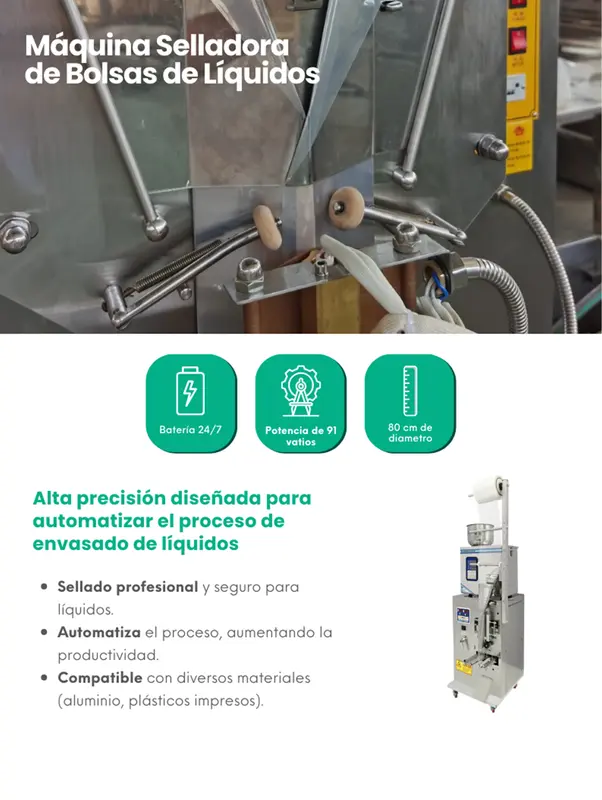 Máquina Selladora
de Bolsas de Líquidos
Batería 24/7
Potencia de 91
vatios
80 cm de
diametro
Alta precisión diseñada para
automatizar el proceso de
envasado de líquidos
Sellado profesional y seguro para
líquidos.
Automatiza el proceso, aumentando la
productividad.
Compatible con diversos materiales
(aluminio, plásticos impresos).